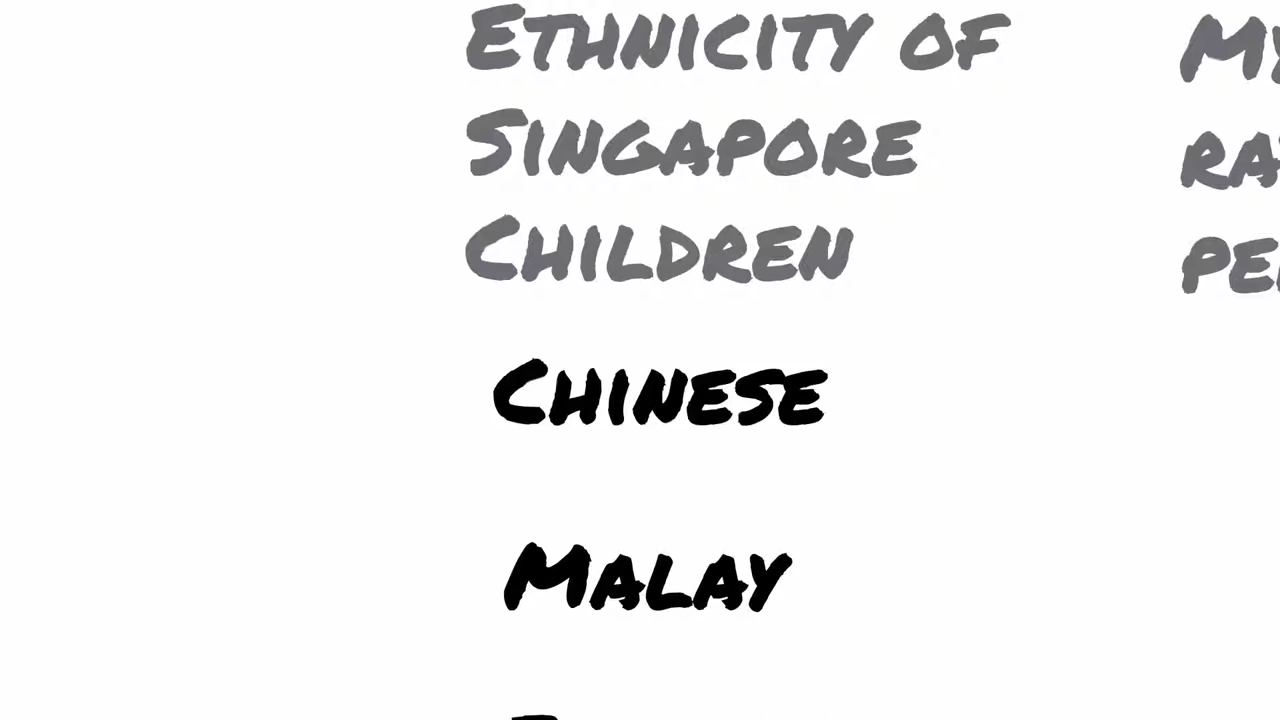 Ethnicity of
Singapore
Children
Chinese
Malay